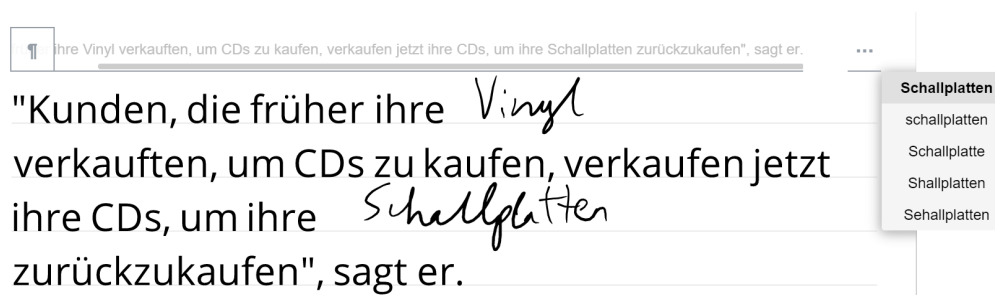 ¶ ihre Vinyl verkauften, um CDs zu kaufen, verkaufen jetzt ihre CDs, um ihre Schallplatten zurückzukaufen", sagt er. ...
"Kunden, die früher ihre Vinyl
verkauften, um CDs zu kaufen, verkaufen jetzt
ihre CDs, um ihre Schallplatten
zurückzukaufen", sagt er.
Schallplatten
schallplatten
Schallplatte
Shallplatten
Sehallplatten